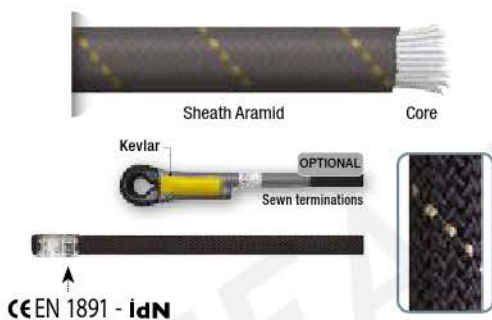 Sheath Aramid Core
Kevlar
OPTIONAL
Sewn terminations
CE EN 1891 - idN